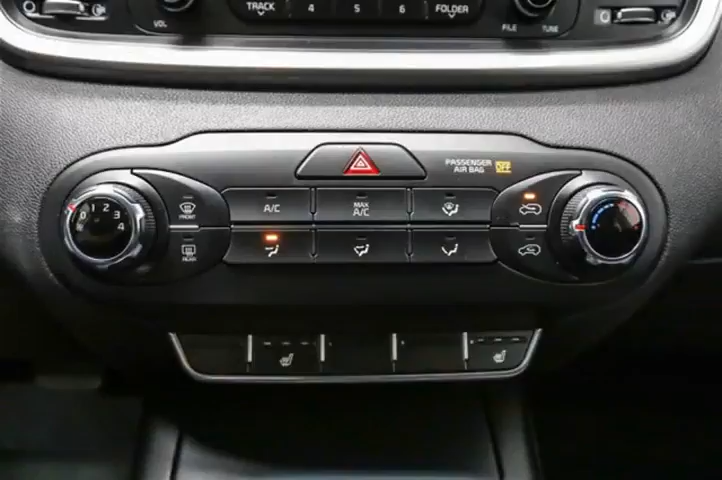 TRACK
4
5
6
FOLDER
VOL
FILE
TUNE
PASSENGER
AIR BAG OFF
0 1 2 3 4
FRONT
A/C
MAX
A/C
REAR